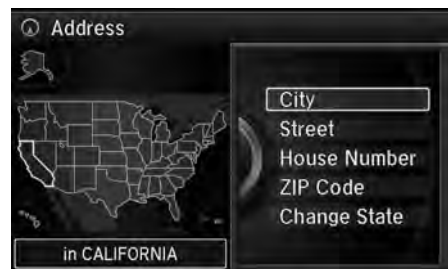 Address
City
Street
House Number
ZIP Code
Change State
in CALIFORNIA